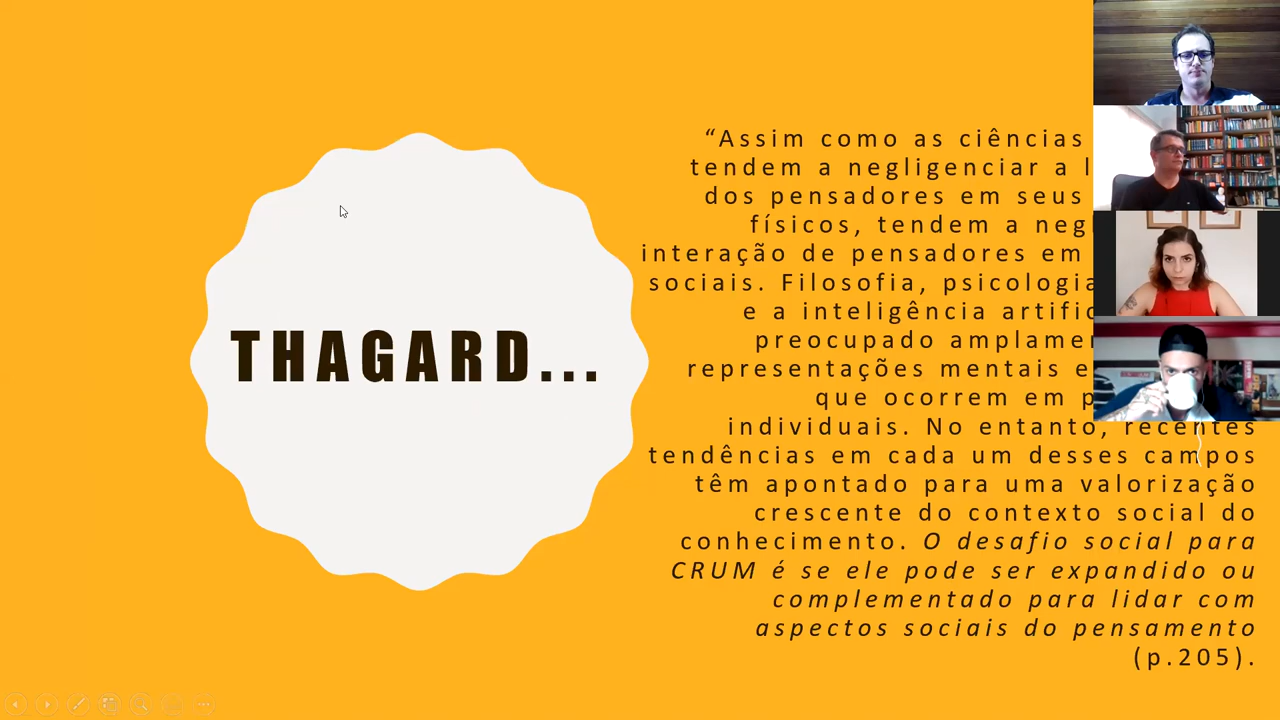 THAGARD...
“Assim como as ciências
tendem a negligenciar a
dos pensadores em seus
físicos, tendem a
interação de pensadores em
sociais. Filosofia, psicologia
e a inteligência
preocupado
representações mentais e
que ocorrem em
individuais. No entanto, recentes
tendências em cada um desses campos
têm apontado para uma valorização
crescente do contexto social do
conhecimento. O desafio social para
CRUM é se ele pode ser expandido ou
complementado para lidar com
aspectos sociais do pensamento
(p.205).